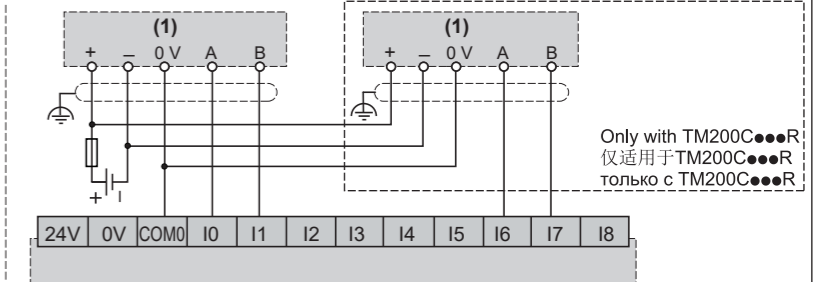 (1)
+ – 0 V A B
(1)
+ – 0 V A B
Only with TM200C●●●R
仅适用于TM200C●●●R
только с TM200C●●●R
+ I
24V 0V COM0 I0 I1 I2 I3 I4 I5 I6 I7 I8